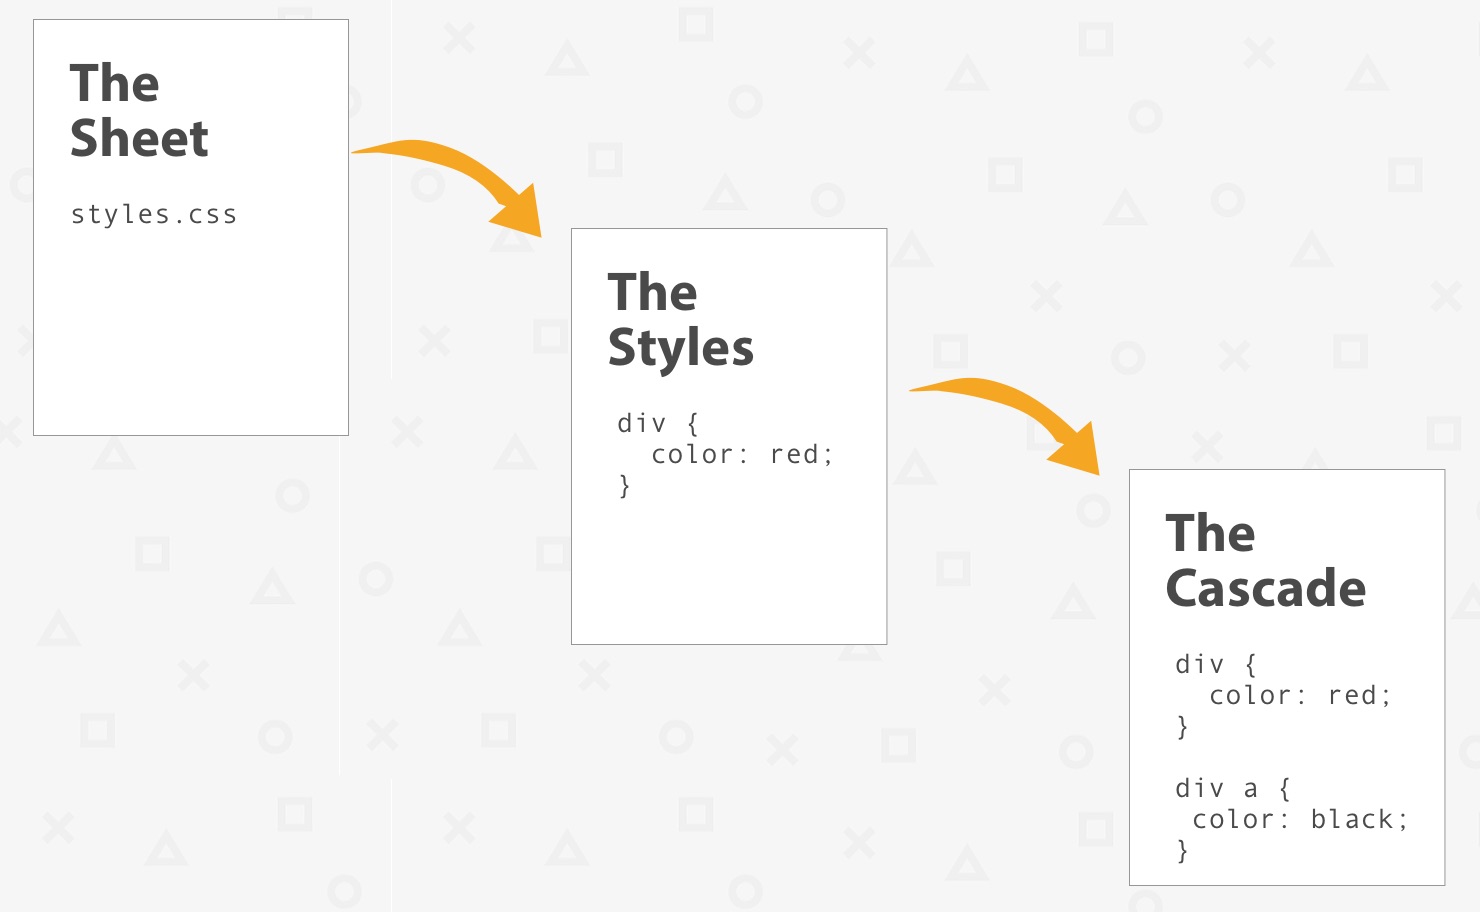 The
Sheet
styles.css
The
Styles
div {
  color: red;
}
The
Cascade
div {
  color: red;
}
div a {
 color: black;
}